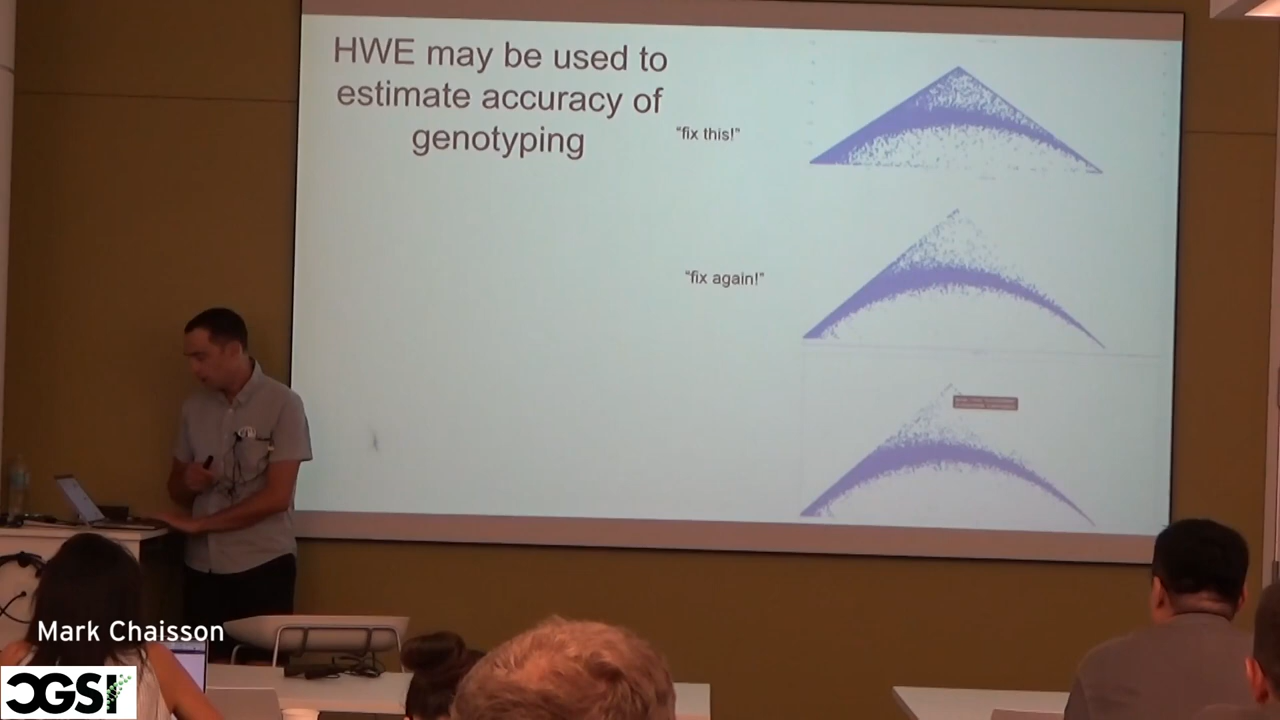 HWE may be used to
estimate accuracy of
genotyping
"fix this!"
"fix again!"
Mark Chaisson
CGSI